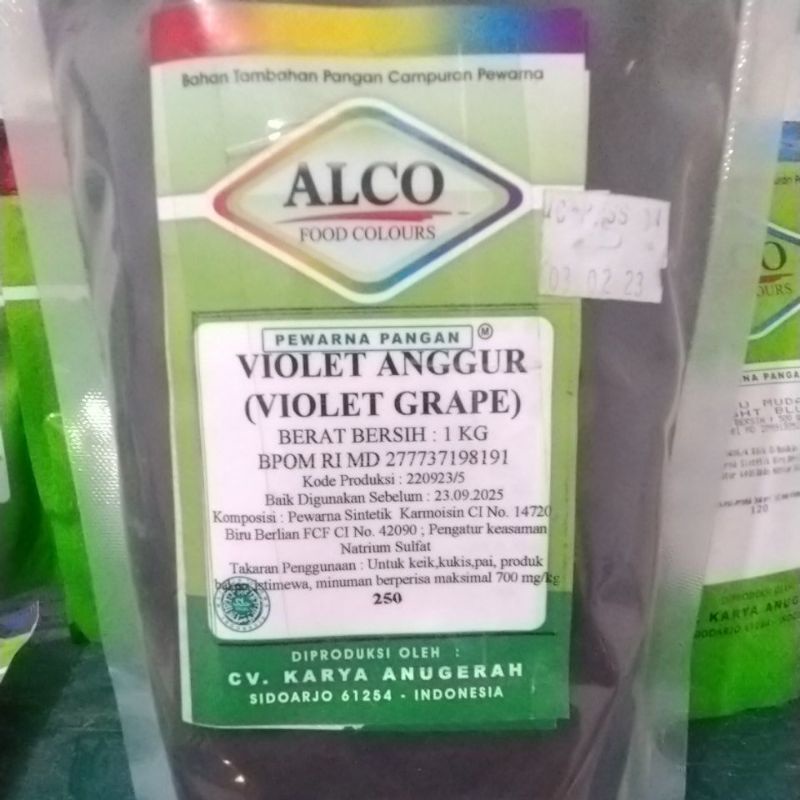 Bahan Tambahan Pangan Campuran Pewarna
ALCO
FOOD COLOURS
03 02 23
PEWARNA PANGAN M
VIOLET ANGGUR
(VIOLET GRAPE)
BERAT BERSIH : 1 KG
BPOM RI MD 277737198191
Kode Produksi : 220923/5
Baik Digunakan Sebelum : 23.09.2025
Komposisi : Pewarna Sintetik Karmoisin CI No. 14720
Biru Berlian FCF CI No. 42090 ; Pengatur keasaman
Natrium Sulfat
Takaran Penggunaan : Untuk keik,kukis,pai, produk
istimewa, minuman berperisa maksimal 700 mg/kg
250
DIPRODUKSI OLEH :
CV. KARYA ANUGERAH
SIDOARJO 61254 - INDONESIA
120
KARYA ANUG